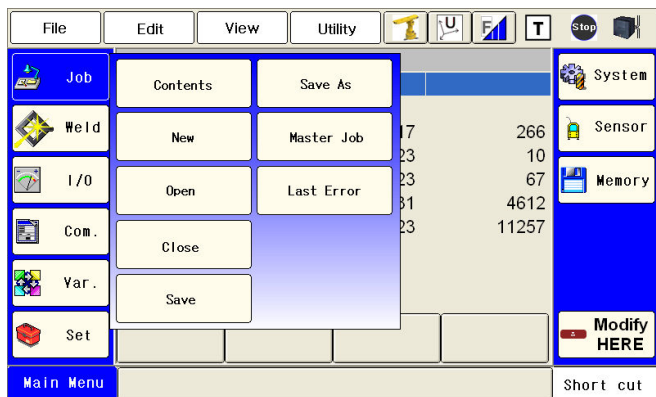 File Edit View Utility U F T Stop
Job
Weld
I/O
Com.
Var.
Set
Contents Save As
New Master Job
Open Last Error
Close
Save
17 266
23 10
23 67
31 4612
23 11257
System
Sensor
Memory
Modify
HERE
Main Menu Short cut